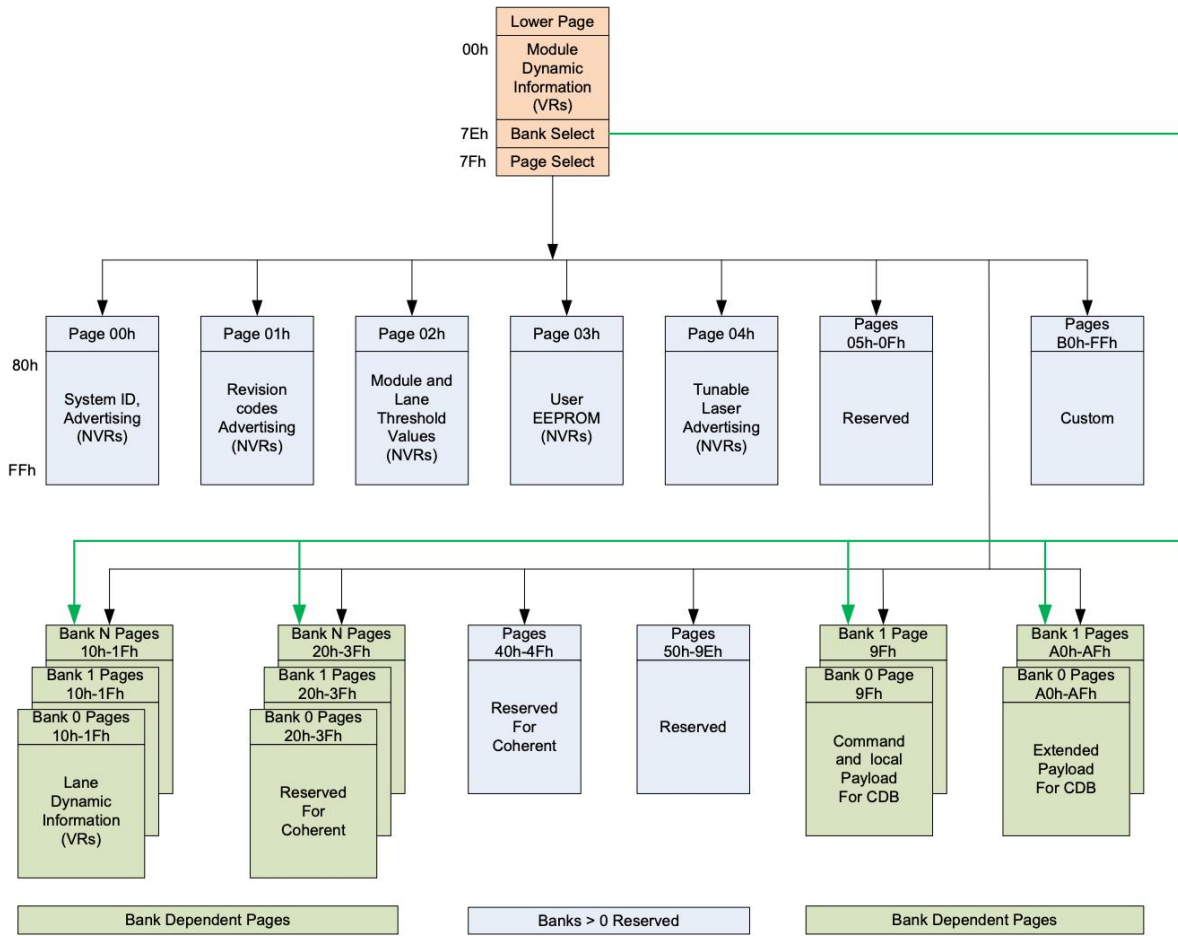 Lower Page
00h
Module
Dynamic
Information
(VRs)
7Eh
Bank Select
7Fh
Page Select
Page 00h
Page 01h
Page 02h
Page 03h
Page 04h
Pages
05h-0Fh
Pages
B0h-FFh
80h
System ID,
Advertising
(NVRs)
Revision
codes
Advertising
(NVRs)
Module and
Lane
Threshold
Values
(NVRs)
User
EEPROM
(NVRs)
Tunable
Laser
Advertising
(NVRs)
Reserved
Custom
FFh
Bank N Pages
10h-1Fh
Bank 1 Pages
10h-1Fh
Bank 0 Pages
10h-1Fh
Lane
Dynamic
Information
(VRs)
Bank N Pages
20h-3Fh
Bank 1 Pages
20h-3Fh
Bank 0 Pages
20h-3Fh
Reserved
For
Coherent
Pages
40h-4Fh
Reserved
For
Coherent
Pages
50h-9Eh
Reserved
Bank 1 Page
9Fh
Bank 0 Page
9Fh
Command
and local
Payload
For CDB
Bank 1 Pages
A0h-AFh
Bank 0 Pages
A0h-AFh
Extended
Payload
For CDB
Bank Dependent Pages
Banks > 0 Reserved
Bank Dependent Pages